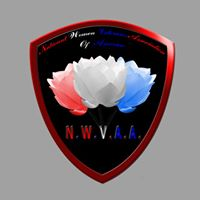 National Women Veterans Association
Of America
N.W.V.A.A.